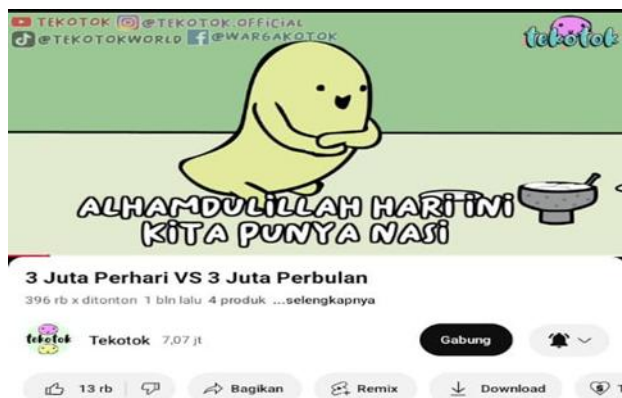 TEKOTOK @TEKOTOK.OFFICIAL
@TEKOTOKWORLD @WARGAKOTOK
tekotok
ALHAMDULILLAH HARI INI
KITA PUNYA NASI
3 Juta Perhari VS 3 Juta Perbulan
396 rb x ditonton 1 bln lalu 4 produk ...selengkapnya
tekotok
Tekotok 7,07 jt
Gabung
13 rb
Bagikan
Remix
Download